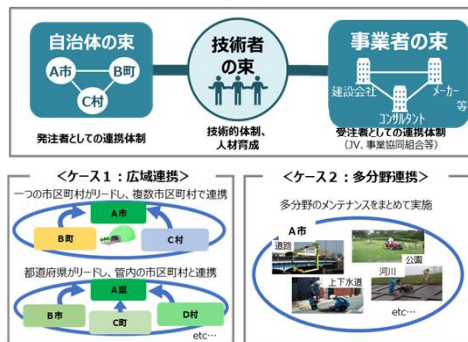 自治体の束
A市
B町
C村
発注者としての連携体制
技術者
の束
技術的体制、
人材育成
事業者の束
建設会社
メーカー
コンサルタント
等
受注者としての連携体制
(JV、事業協同組合等)
＜ケース１：広域連携＞
一つの市区町村がリードし、複数市区町村で連携
A市
B町
C村
都道府県がリードし、管内の市区町村と連携
A県
B市
C町
D村
etc…
＜ケース２：多分野連携＞
多分野のメンテナンスをまとめて実施
A市
道路
公園
上下水道
河川
etc…